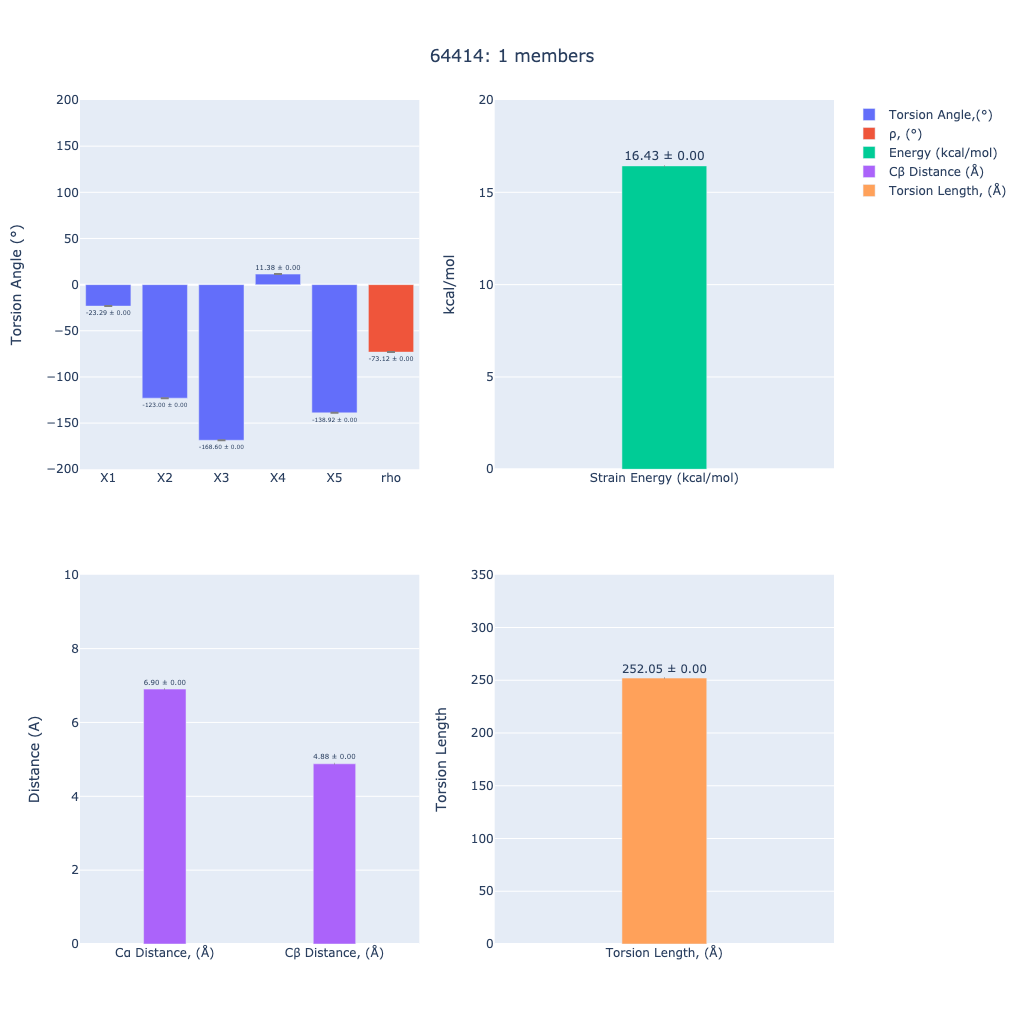 64414: 1 members
200
150
100
50
0
−50
−100
−150
−200
Torsion Angle (°)
-23.29 ± 0.00
-123.00 ± 0.00
-168.60 ± 0.00
11.38 ± 0.00
-138.92 ± 0.00
-73.12 ± 0.00
X1 X2 X3 X4 X5 rho
20
15
10
5
0
kcal/mol
16.43 ± 0.00
Strain Energy (kcal/mol)
Torsion Angle,(°)
ρ, (°)
Energy (kcal/mol)
Cβ Distance (Å)
Torsion Length, (Å)
10
8
6
4
2
0
Distance (A)
6.90 ± 0.00
4.88 ± 0.00
Cα Distance, (Å) Cβ Distance, (Å)
350
300
250
200
150
100
50
0
Torsion Length
252.05 ± 0.00
Torsion Length, (Å)